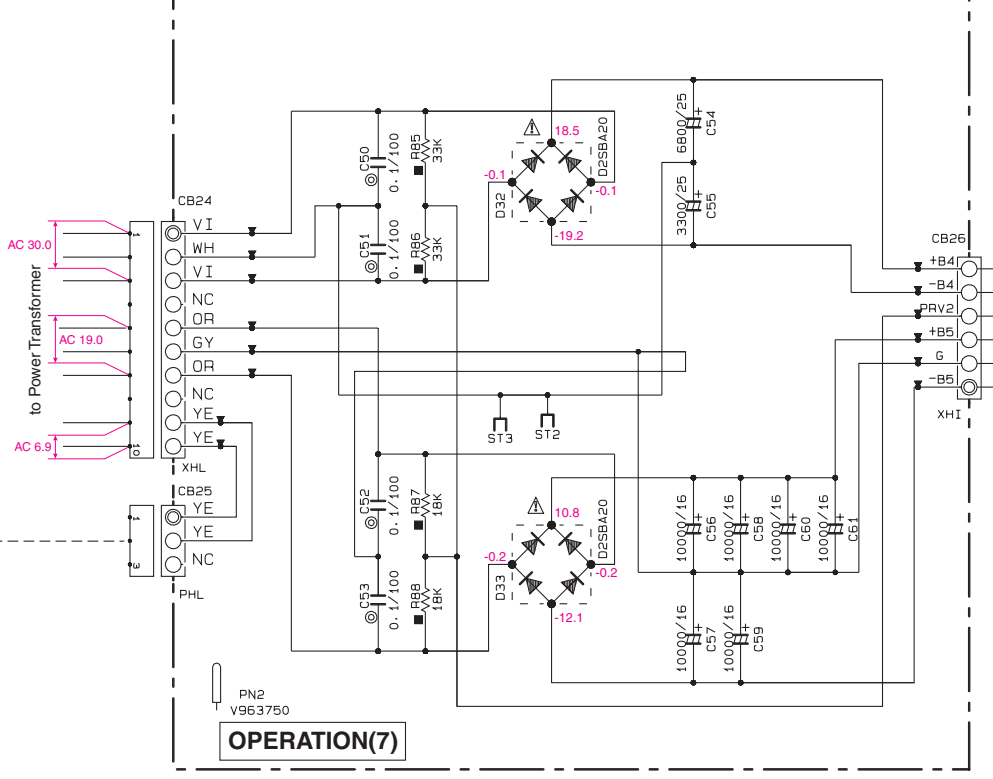 18.5
D2SBA20
6800/25
+
C54
C50
0.1/100
R85
33K
-0.1
-0.1
D32
-19.2
3300/25
+
C55
CB24
1
VI
WH
VI
NC
OR
GY
OR
NC
YE
YE
10
XHL
AC 30.0
AC 19.0
AC 6.9
to Power Transformer
C51
0.1/100
R86
33K
CB26
+B4
-B4
PRV2
+B5
G
-B5
XHI
ST3
ST2
CB25
1
YE
YE
NC
3
PHL
C52
0.1/100
R87
18K
C53
0.1/100
R88
18K
10.8
D2SBA20
-0.2
-0.2
D33
-12.1
10000/16
+
C56
10000/16
+
C58
10000/16
+
C60
10000/16
+
C61
10000/16
+
C57
10000/16
+
C59
PN2
V963750
OPERATION(7)